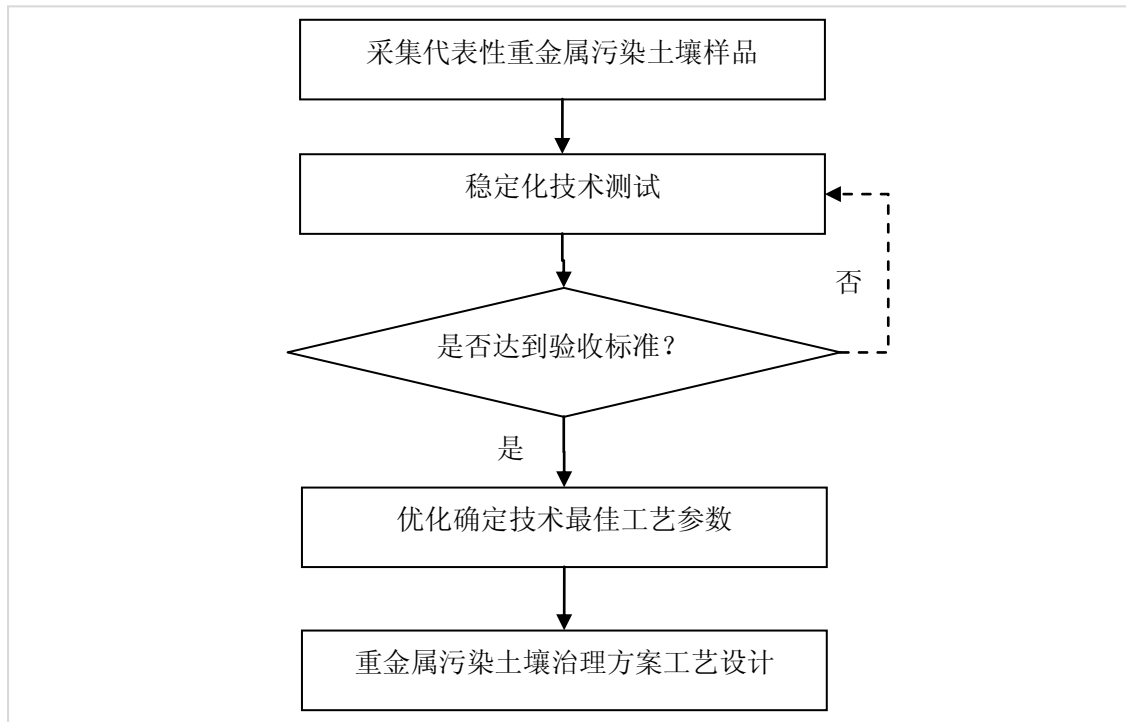 采集代表性重金属污染土壤样品
稳定化技术测试
否
是否达到验收标准？
是
优化确定技术最佳工艺参数
重金属污染土壤治理方案工艺设计